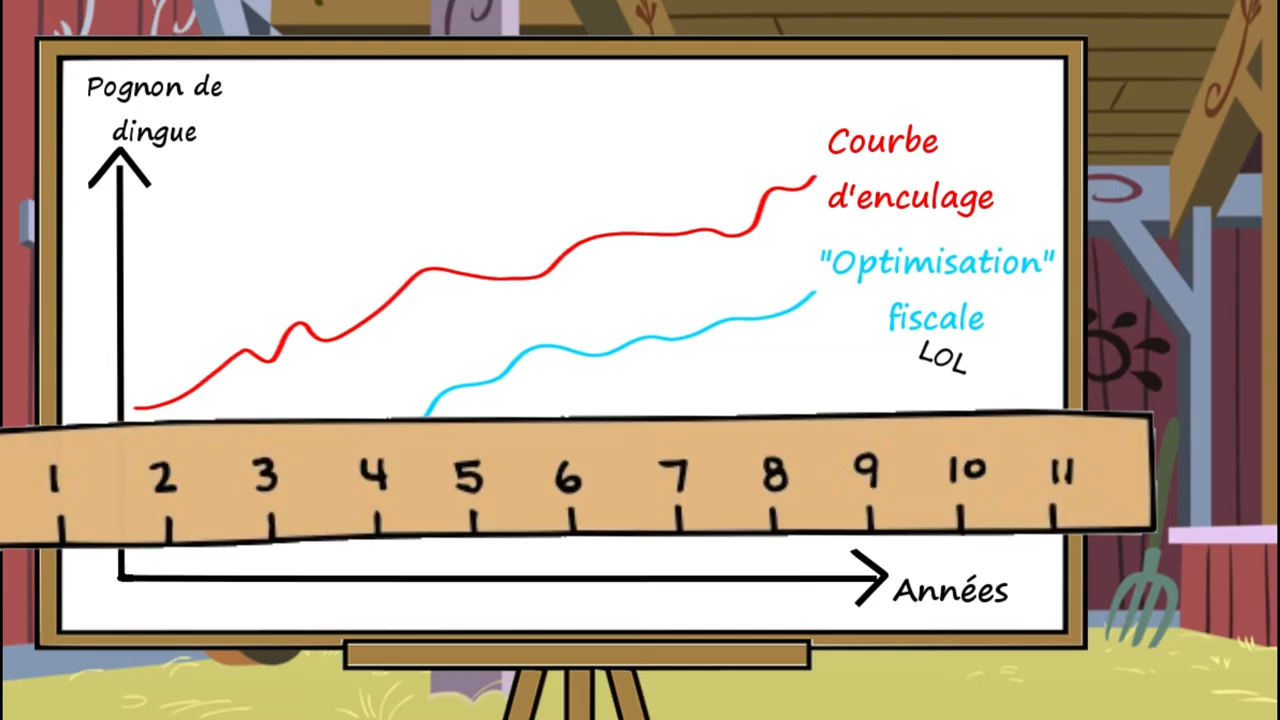 Pognon de
dingue
Courbe
d'enculage
"Optimisation"
fiscale
LOL
1 2 3 4 5 6 7 8 9 10 11
Années